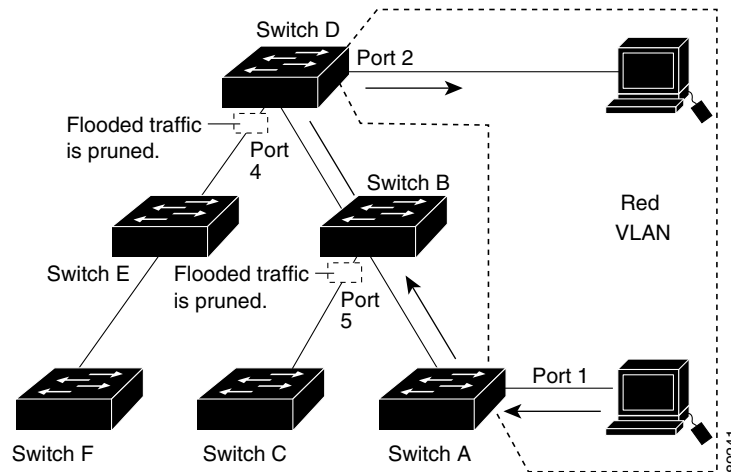 Switch D
Port 2
Flooded traffic
is pruned.
Port
4
Switch B
Red
VLAN
Switch E
Flooded traffic
is pruned.
Port
5
Port 1
Switch F
Switch C
Switch A